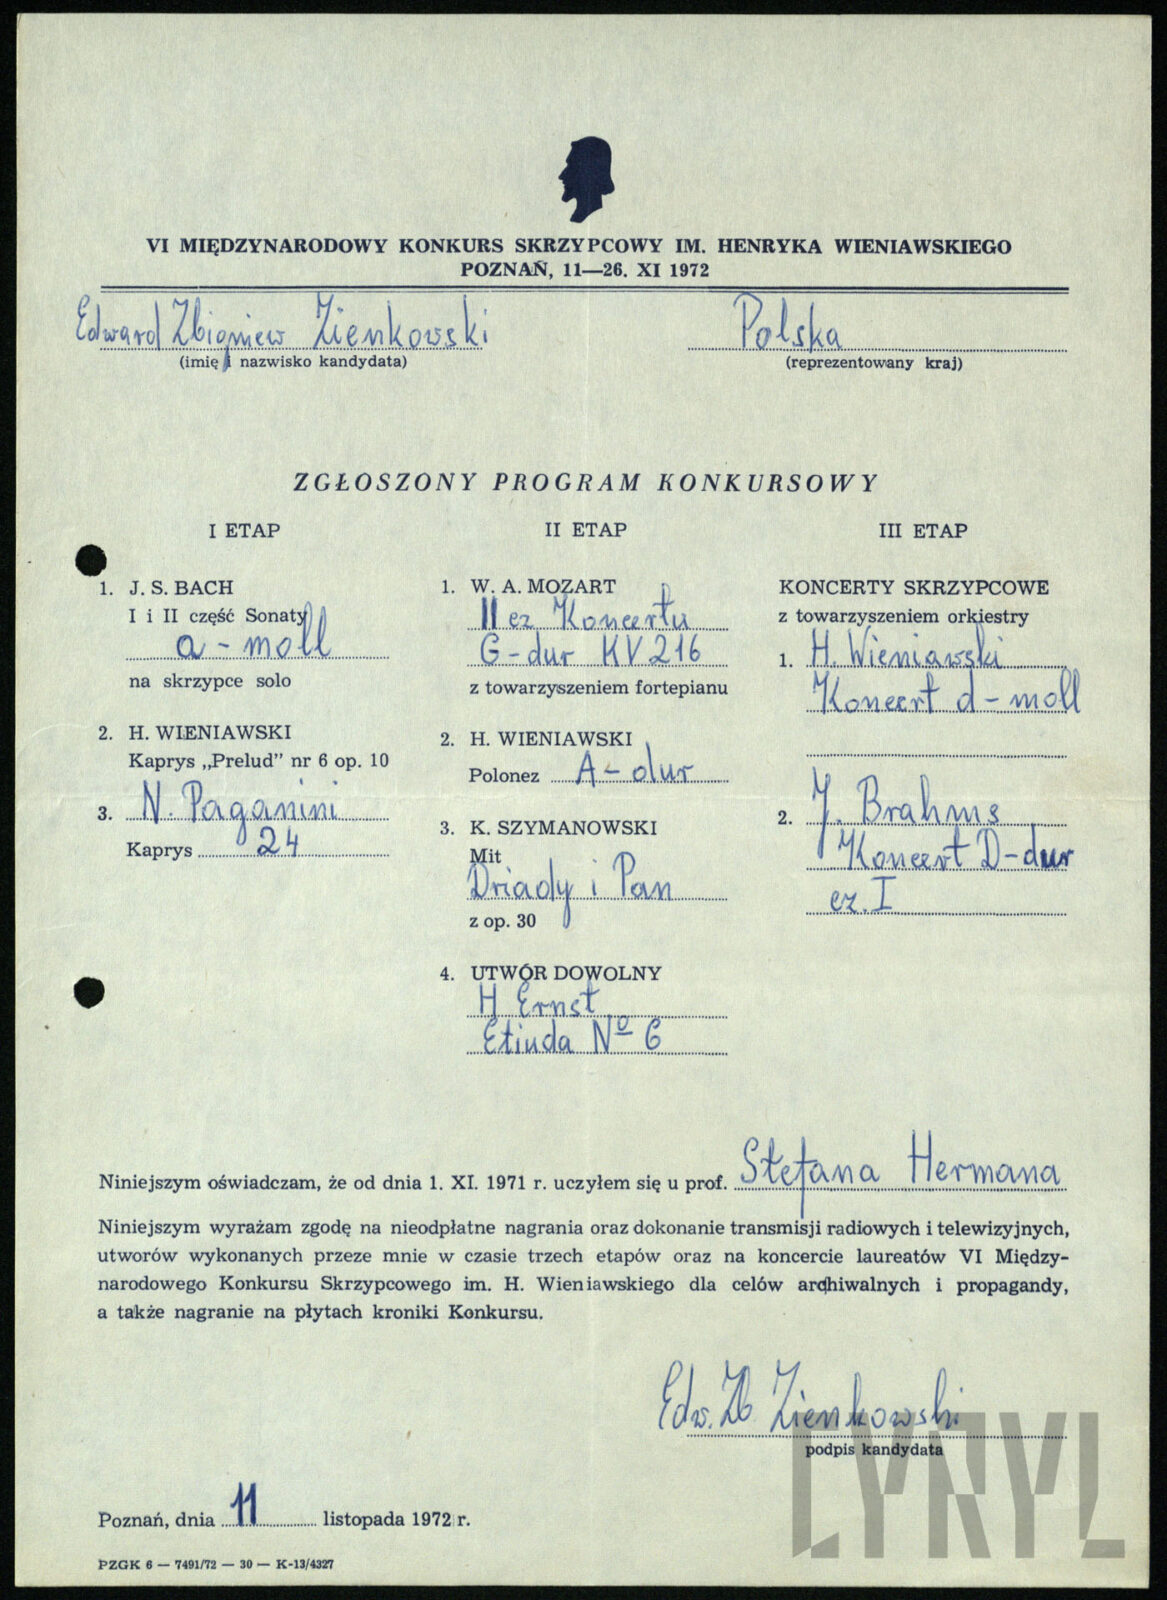 VI MIĘDZYNARODOWY KONKURS SKRZYPCOWY IM. HENRYKA WIENIAWSKIEGO
POZNAŃ, 11—26. XI 1972
Edward Zbigniew Zienkowski
(imię i nazwisko kandydata)
Polska
(reprezentowany kraj)
ZGŁOSZONY PROGRAM KONKURSOWY
I ETAP
1. J. S. BACH
I i II część Sonaty
a - moll
na skrzypce solo
2. H. WIENIAWSKI
Kaprys „Prelud” nr 6 op. 10
3. N. Paganini
Kaprys 24
II ETAP
1. W. A. MOZART
II cz Koncertu
G-dur KV 216
z towarzyszeniem fortepianu
2. H. WIENIAWSKI
Polonez A-dur
3. K. SZYMANOWSKI
Mit
Driady i Pan
z op. 30
4. UTWÓR DOWOLNY
H Ernst
Etiuda Nº 6
III ETAP
KONCERTY SKRZYPCOWE
z towarzyszeniem orkiestry
1. H. Wieniawski
Koncert d-moll
2. J. Brahms
Koncert D-dur
cz. I
Niniejszym oświadczam, że od dnia 1. XI. 1971 r. uczyłem się u prof. Stefana Hermana
Niniejszym wyrażam zgodę na nieodpłatne nagrania oraz dokonanie transmisji radiowych i telewizyjnych,
utworów wykonanych przeze mnie w czasie trzech etapów oraz na koncercie laureatów VI Między-
narodowego Konkursu Skrzypcowego im. H. Wieniawskiego dla celów archiwalnych i propagandy,
a także nagranie na płytach kroniki Konkursu.
Edw. Zb Zienkowski
podpis kandydata
CYRYL
Poznań, dnia 11 listopada 1972 r.
PZGK 6 — 7491/72 — 30 — K-13/4327